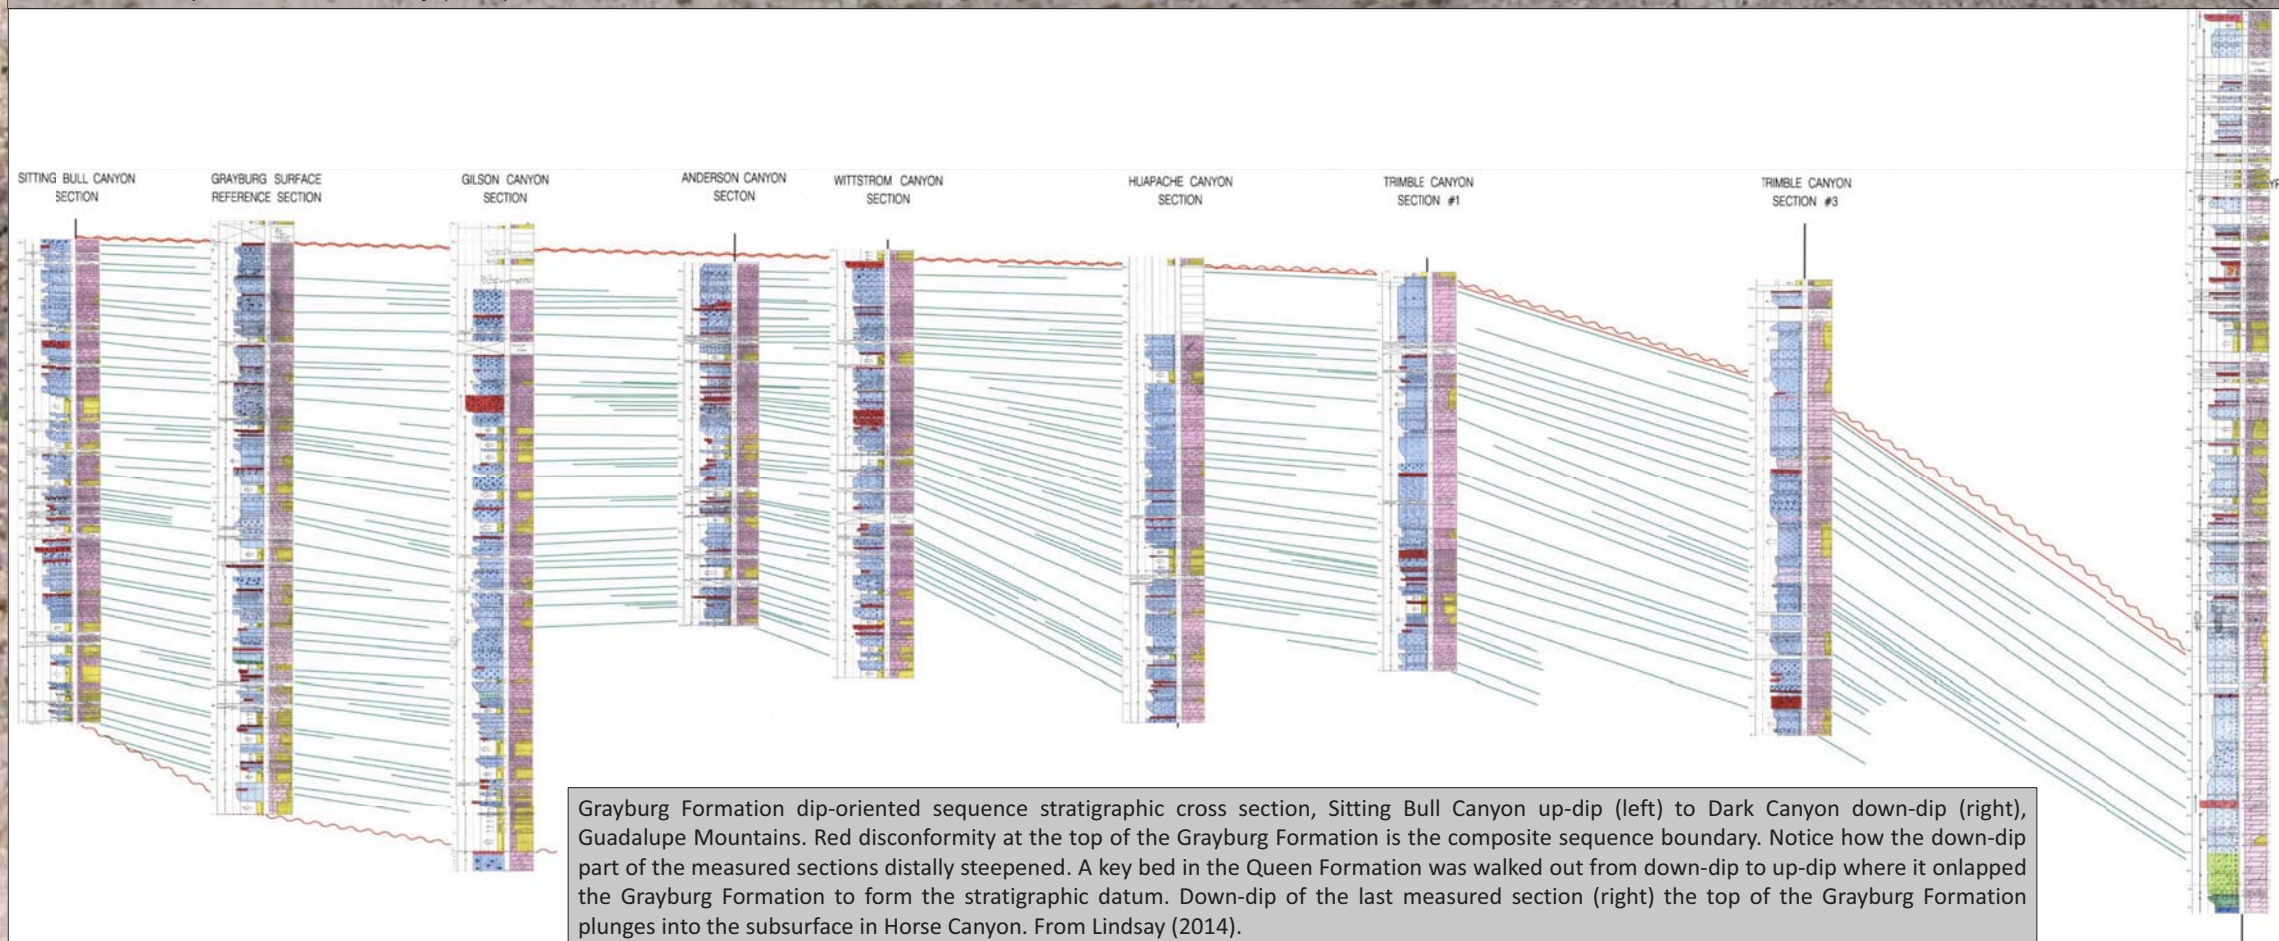 SITTING BULL CANYON
SECTION
GRAYBURG SURFACE
REFERENCE SECTION
GILSON CANYON
SECTION
ANDERSON CANYON
SECTON
WITTSTROM CANYON
SECTION
HUAPACHE CANYON
SECTION
TRIMBLE CANYON
SECTION #1
TRIMBLE CANYON
SECTION #3
Grayburg Formation dip-oriented sequence stratigraphic cross section, Sitting Bull Canyon up-dip (left) to Dark Canyon down-dip (right),
Guadalupe Mountains. Red disconformity at the top of the Grayburg Formation is the composite sequence boundary. Notice how the down-dip
part of the measured sections distally steepened. A key bed in the Queen Formation was walked out from down-dip to up-dip where it onlapped
the Grayburg Formation to form the stratigraphic datum. Down-dip of the last measured section (right) the top of the Grayburg Formation
plunges into the subsurface in Horse Canyon. From Lindsay (2014).